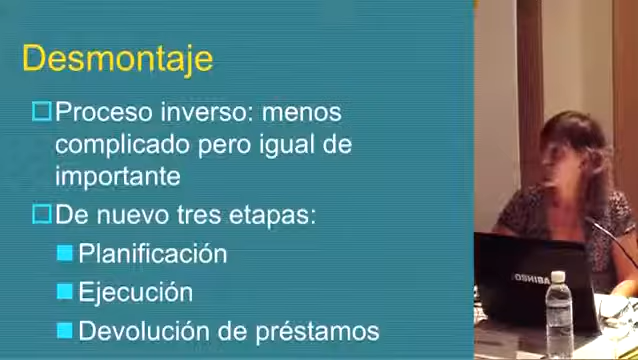 Desmontaje
Proceso inverso: menos
complicado pero igual de
importante
De nuevo tres etapas:
Planificación
Ejecución
Devolución de préstamos
TOSHIBA